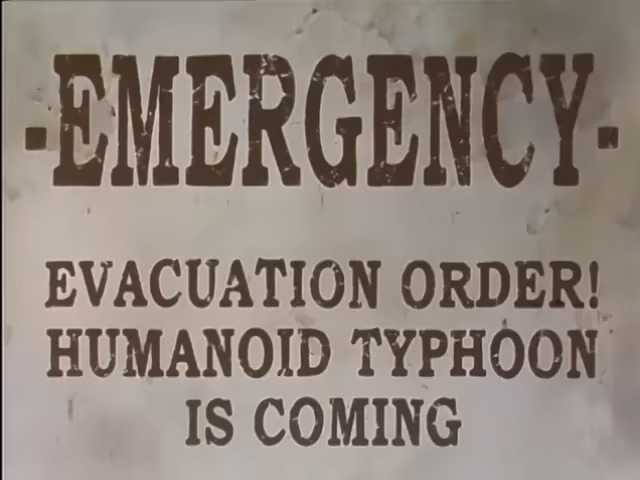 -EMERGENCY-
EVACUATION ORDER!
HUMANOID TYPHOON
IS COMING